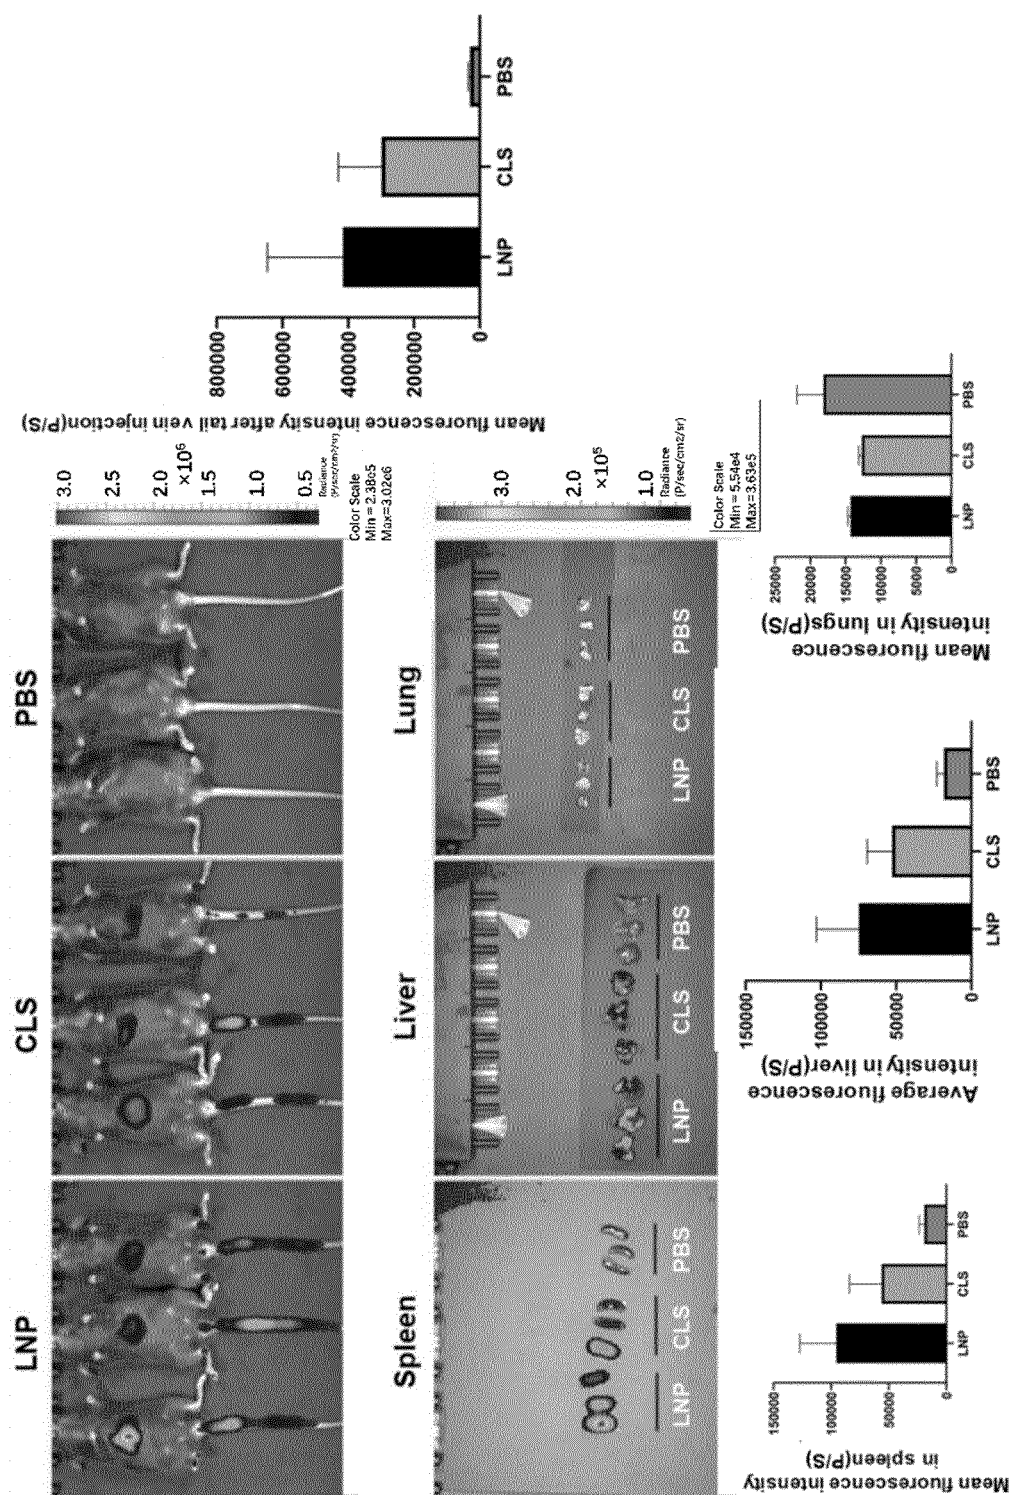 LNP
CLS
PBS
3.0
2.5
2.0
×10⁶
1.5
1.0
0.5
Radiance
(P/sec/cm2/sr)
Color Scale
Min = 2.38e5
Max=3.02e6
Mean fluorescence intensity after tail vein injection(P/S)
800000
600000
400000
200000
0
LNP
CLS
PBS
Spleen
Liver
Lung
LNP
CLS
PBS
LNP
CLS
PBS
LNP
CLS
PBS
3.0
2.0
×10⁵
1.0
Radiance
(P/sec/cm2/sr)
Color Scale
Min = 5.54e4
Max=3.63e5
Mean fluorescence intensity
in spleen(P/S)
150000
100000
50000
0
LNP
CLS
PBS
Average fluorescence
intensity in liver(P/S)
150000
100000
50000
0
LNP
CLS
PBS
Mean fluorescence
intensity in lungs(P/S)
25000
20000
15000
10000
5000
0
LNP
CLS
PBS